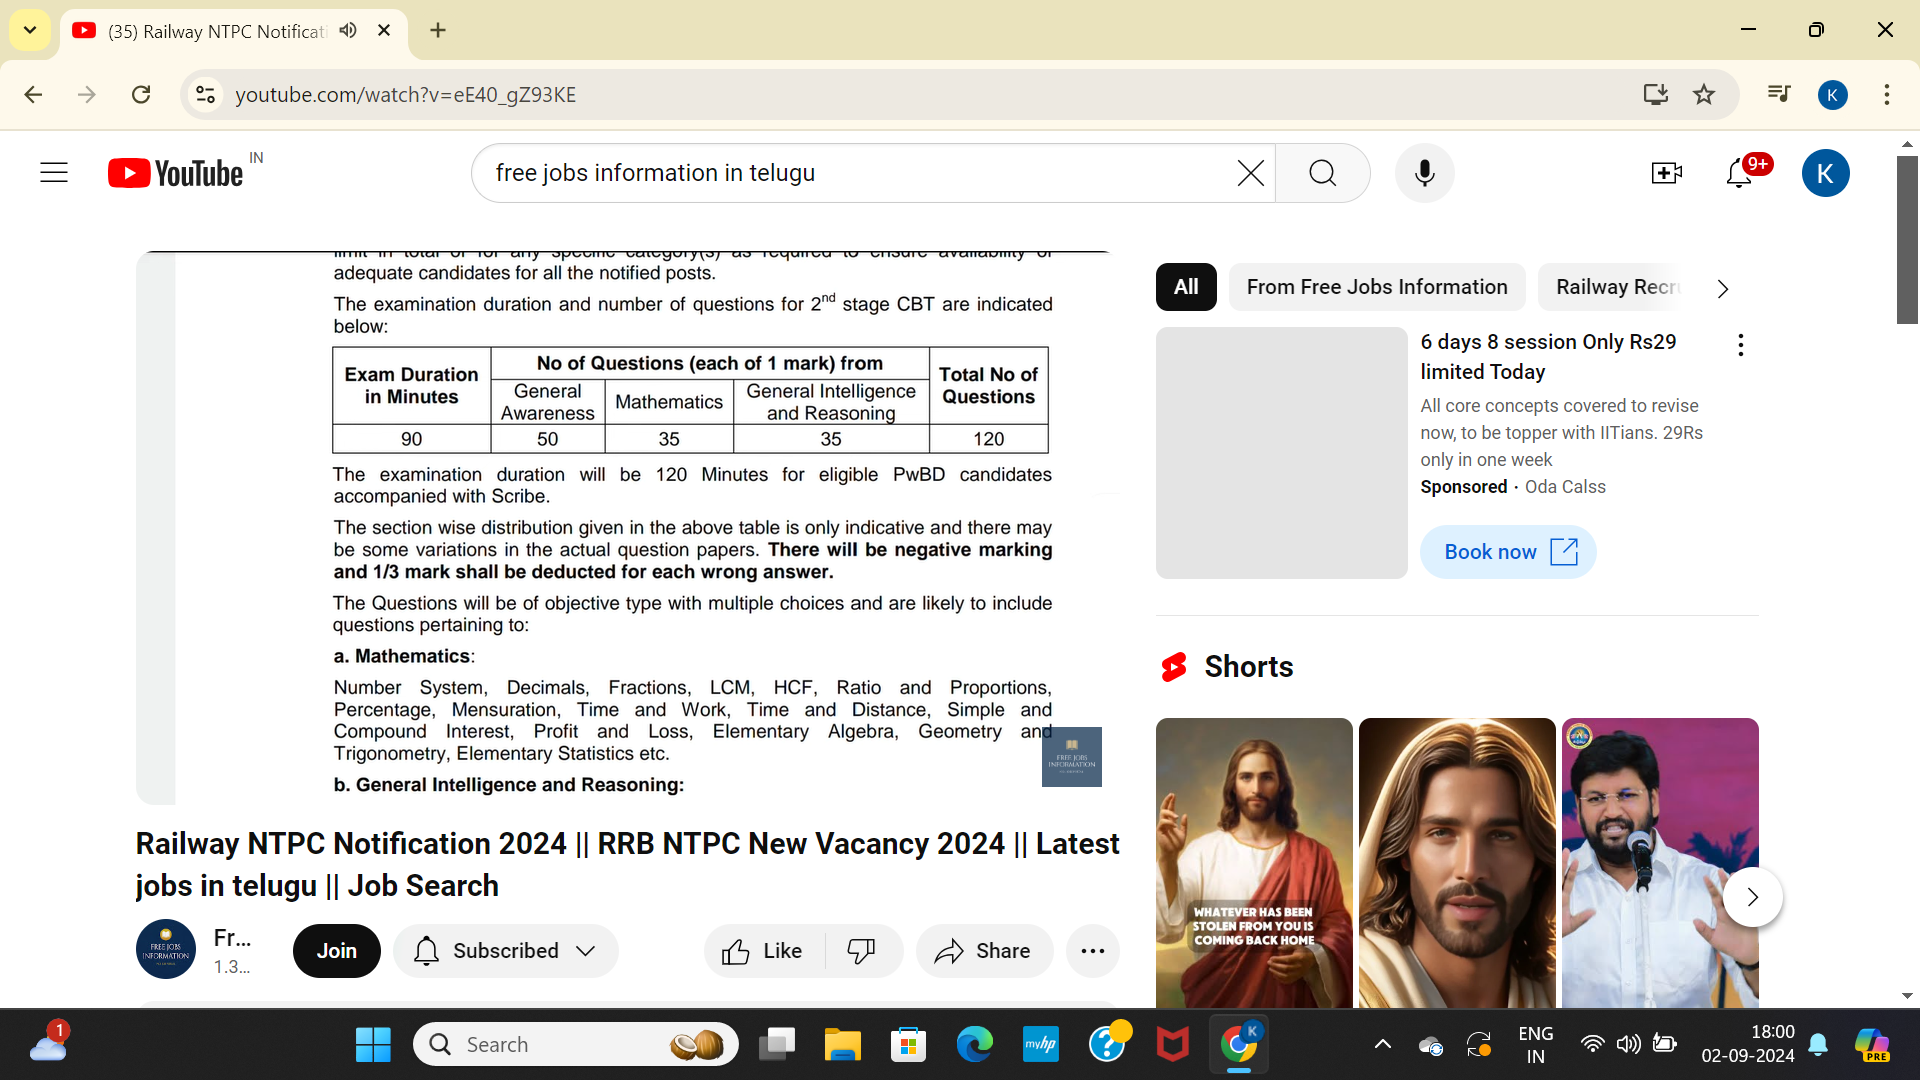 (35) Railway NTPC Notificati
youtube.com/watch?v=eE40_gZ93KE
K
YouTube IN
free jobs information in telugu
9+
K
limit in total or for any specific category(s) as required to ensure availability of
adequate candidates for all the notified posts.
The examination duration and number of questions for 2nd stage CBT are indicated
below:
Exam Duration in Minutes
No of Questions (each of 1 mark) from
Total No of Questions
General Awareness
Mathematics
General Intelligence and Reasoning
90 50 35 35 120
The examination duration will be 120 Minutes for eligible PwBD candidates
accompanied with Scribe.
The section wise distribution given in the above table is only indicative and there may
be some variations in the actual question papers. There will be negative marking
and 1/3 mark shall be deducted for each wrong answer.
The Questions will be of objective type with multiple choices and are likely to include
questions pertaining to:
a. Mathematics:
Number System, Decimals, Fractions, LCM, HCF, Ratio and Proportions,
Percentage, Mensuration, Time and Work, Time and Distance, Simple and
Compound Interest, Profit and Loss, Elementary Algebra, Geometry and
Trigonometry, Elementary Statistics etc.
b. General Intelligence and Reasoning:
FREE JOBS
INFORMATION
Railway NTPC Notification 2024 || RRB NTPC New Vacancy 2024 || Latest
jobs in telugu || Job Search
FREE JOBS
INFORMATION
Fr...
1.3...
Join
Subscribed
Like
Share
All
From Free Jobs Information
Railway Recru
6 days 8 session Only Rs29
limited Today
All core concepts covered to revise
now, to be topper with IITians. 29Rs
only in one week
Sponsored · Oda Calss
Book now
Shorts
WHATEVER HAS BEEN
STOLEN FROM YOU IS
COMING BACK HOME
1
Search
myhp
K
ENG
IN
18:00
02-09-2024
PRE